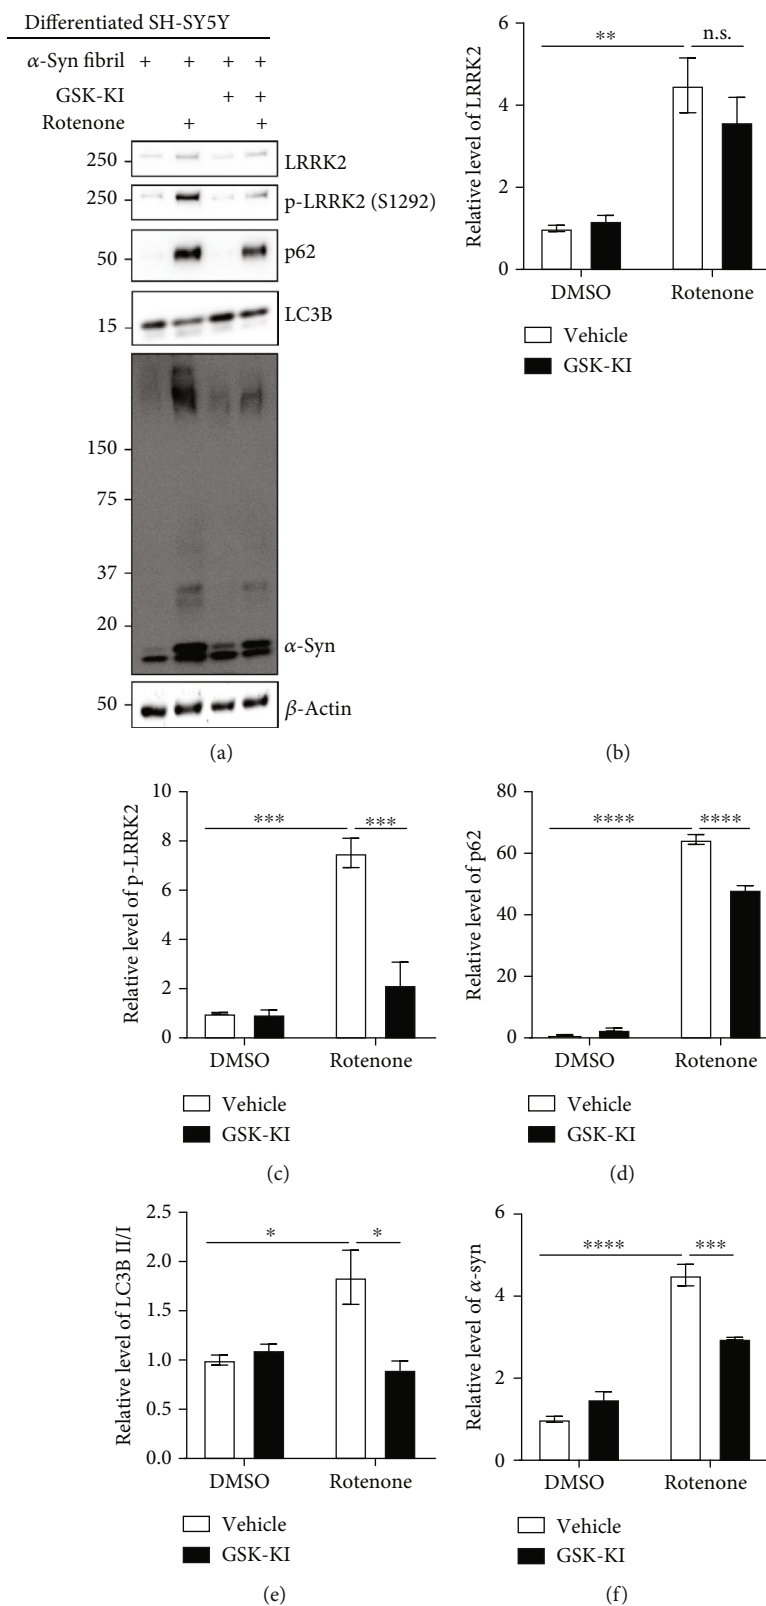 Differentiated SH-SY5Y
α-Syn fibril + + + +
GSK-KI + +
Rotenone + +
250 LRRK2
250 p-LRRK2 (S1292)
50 p62
15 LC3B
150
75
37
20
α-Syn
50 β-Actin
(a)
Relative level of LRRK2
6
4
2
0
** n.s.
DMSO Rotenone
Vehicle
GSK-KI
(b)
Relative level of p-LRRK2
10
8
6
4
2
0
*** ***
DMSO Rotenone
Vehicle
GSK-KI
(c)
Relative level of p62
80
60
40
20
0
**** ****
DMSO Rotenone
Vehicle
GSK-KI
(d)
Relative level of LC3B II/I
2.5
2.0
1.5
1.0
0.5
0.0
* *
DMSO Rotenone
Vehicle
GSK-KI
(e)
Relative level of α-syn
6
4
2
0
**** ***
DMSO Rotenone
Vehicle
GSK-KI
(f)